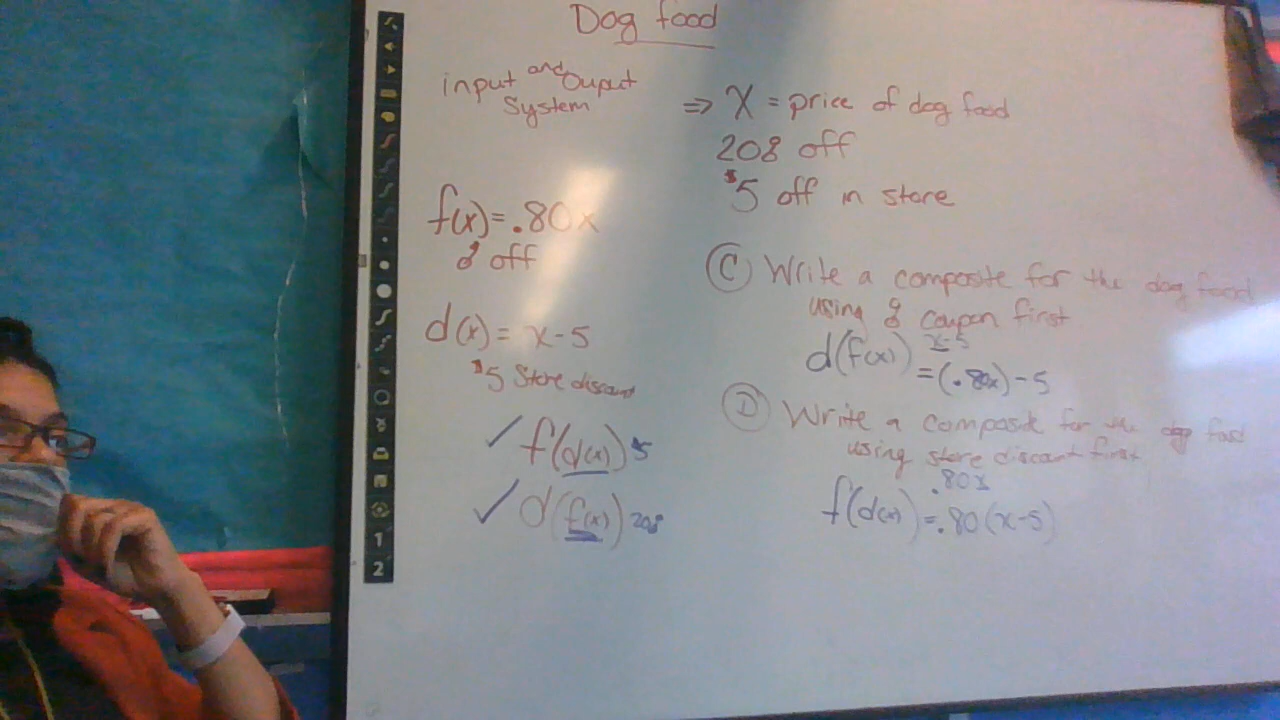 Dog food
input and Ouput
System
⇒ X = price of dog food
20% off
$5 off in store
f(x) = .80x
% off
d(x) = x-5
$5 Store discount
✓ f(d(x)) $5
✓ d(f(x)) 20%
Ⓒ Write a composite for the dog food
using % coupon first
x-5
d(f(x)) = (.80x) - 5
Ⓓ Write a composite for the dog
using store discount first
.80x
f(d(x)) = .80(x-5)
1
2